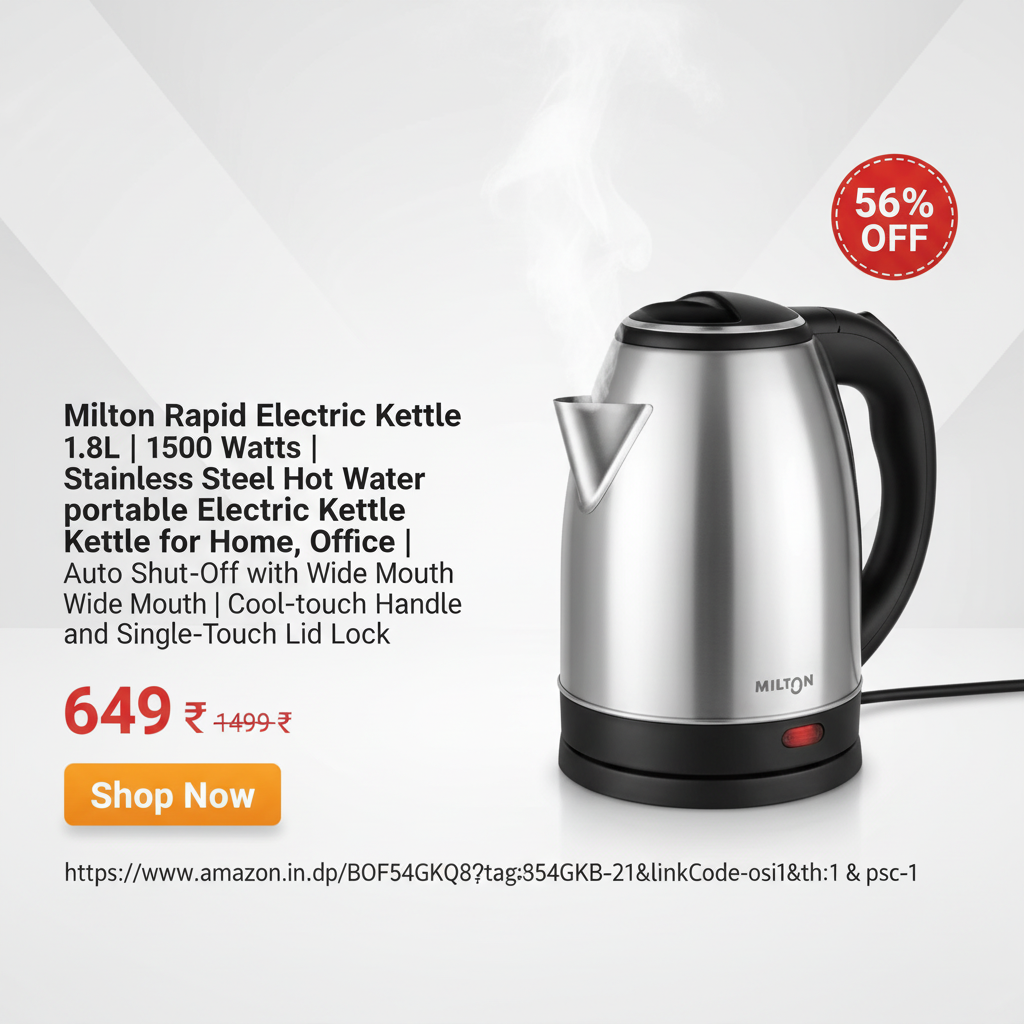 56%
OFF
Milton Rapid Electric Kettle
1.8L | 1500 Watts |
Stainless Steel Hot Water
portable Electric Kettle
Kettle for Home, Office |
Auto Shut-Off with Wide Mouth
Wide Mouth | Cool-touch Handle
and Single-Touch Lid Lock
MILTON
649 ₹ 1499 ₹
Shop Now
https://www.amazon.in.dp/BOF54GKQ8?tag:854GKB-21&linkCode-osi1&th:1 & psc-1